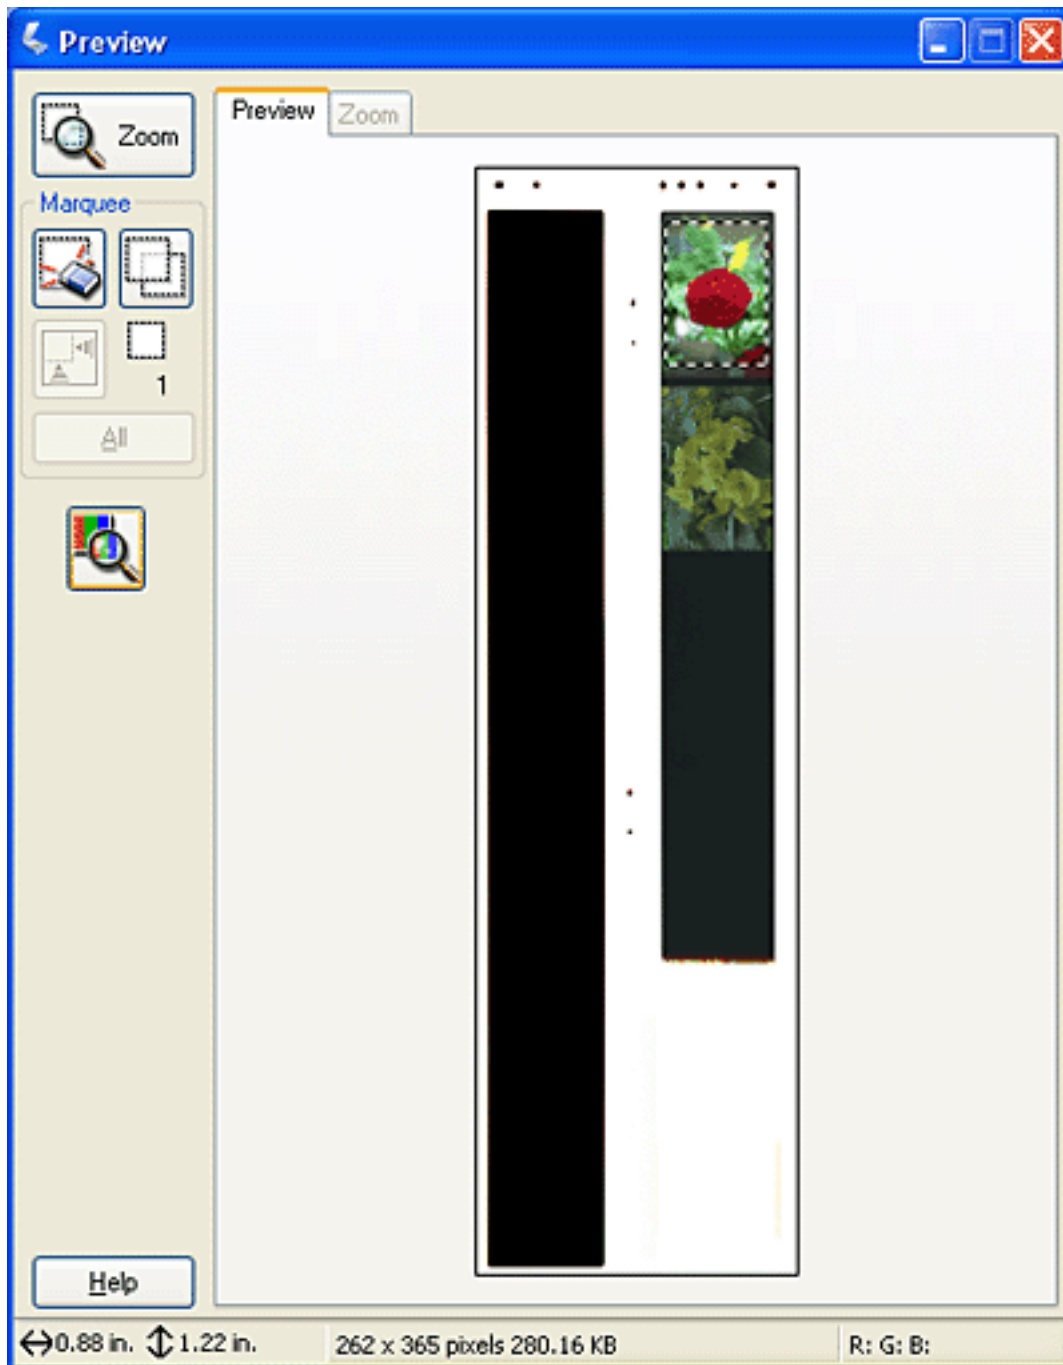 Preview
Zoom
Preview
Zoom
Marquee
1
All
Help
0.88 in. 1.22 in.
262 x 365 pixels 280.16 KB
R: G: B: